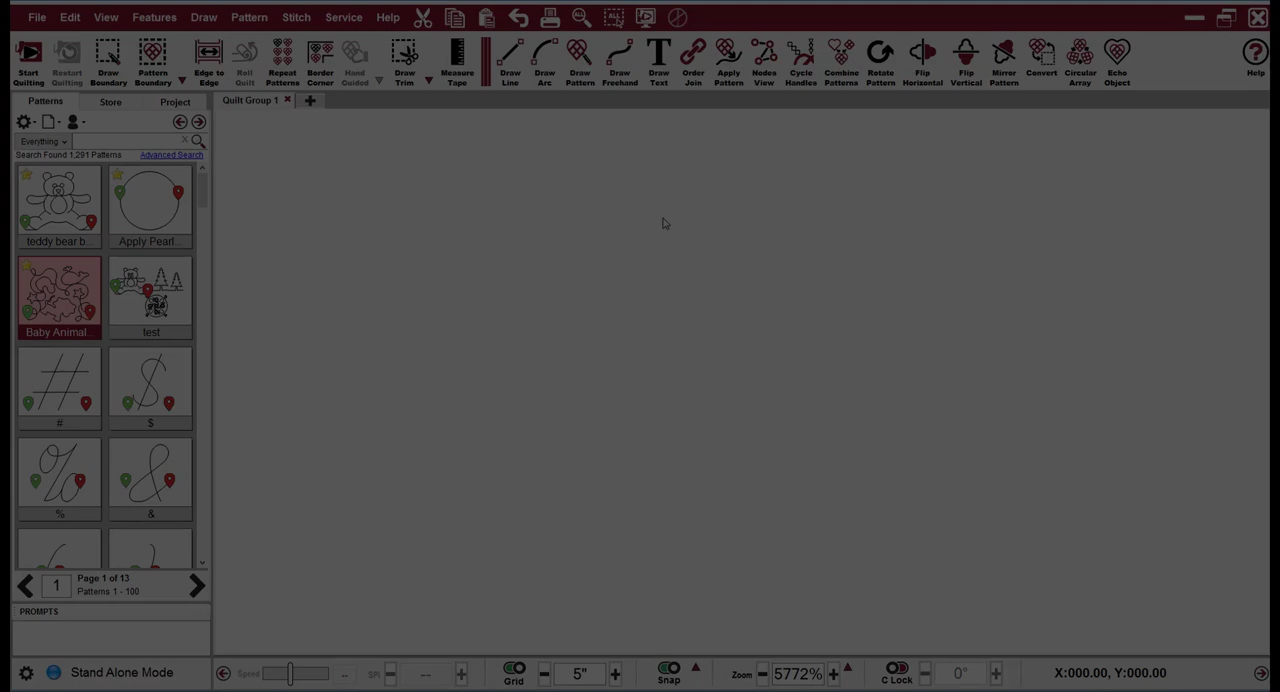 File Edit View Features Draw Pattern Stitch Service Help ALL ALL
Start Quilting Restart Quilting Draw Boundary Pattern Boundary Edge to Edge Roll Quilt Repeat Patterns Border Corner Hand Guided Draw Trim Measure Tape Draw Line Draw Arc Draw Pattern Draw Freehand Draw Text Order Join Apply Pattern Nodes View Cycle Handles Combine Patterns Rotate Pattern Flip Horizontal Flip Vertical Mirror Pattern Convert Circular Array Echo Object Help
Patterns Store Project Quilt Group 1
Everything
Search Found 1,291 Patterns Advanced Search
teddy bear b... Apply Pearl...
Baby Animal... test
# $
% &
1 Page 1 of 13
Patterns 1 - 100
PROMPTS
Stand Alone Mode Speed -- SPI -- Grid 5" Snap Zoom 5772% C Lock 0° X:000.00, Y:000.00